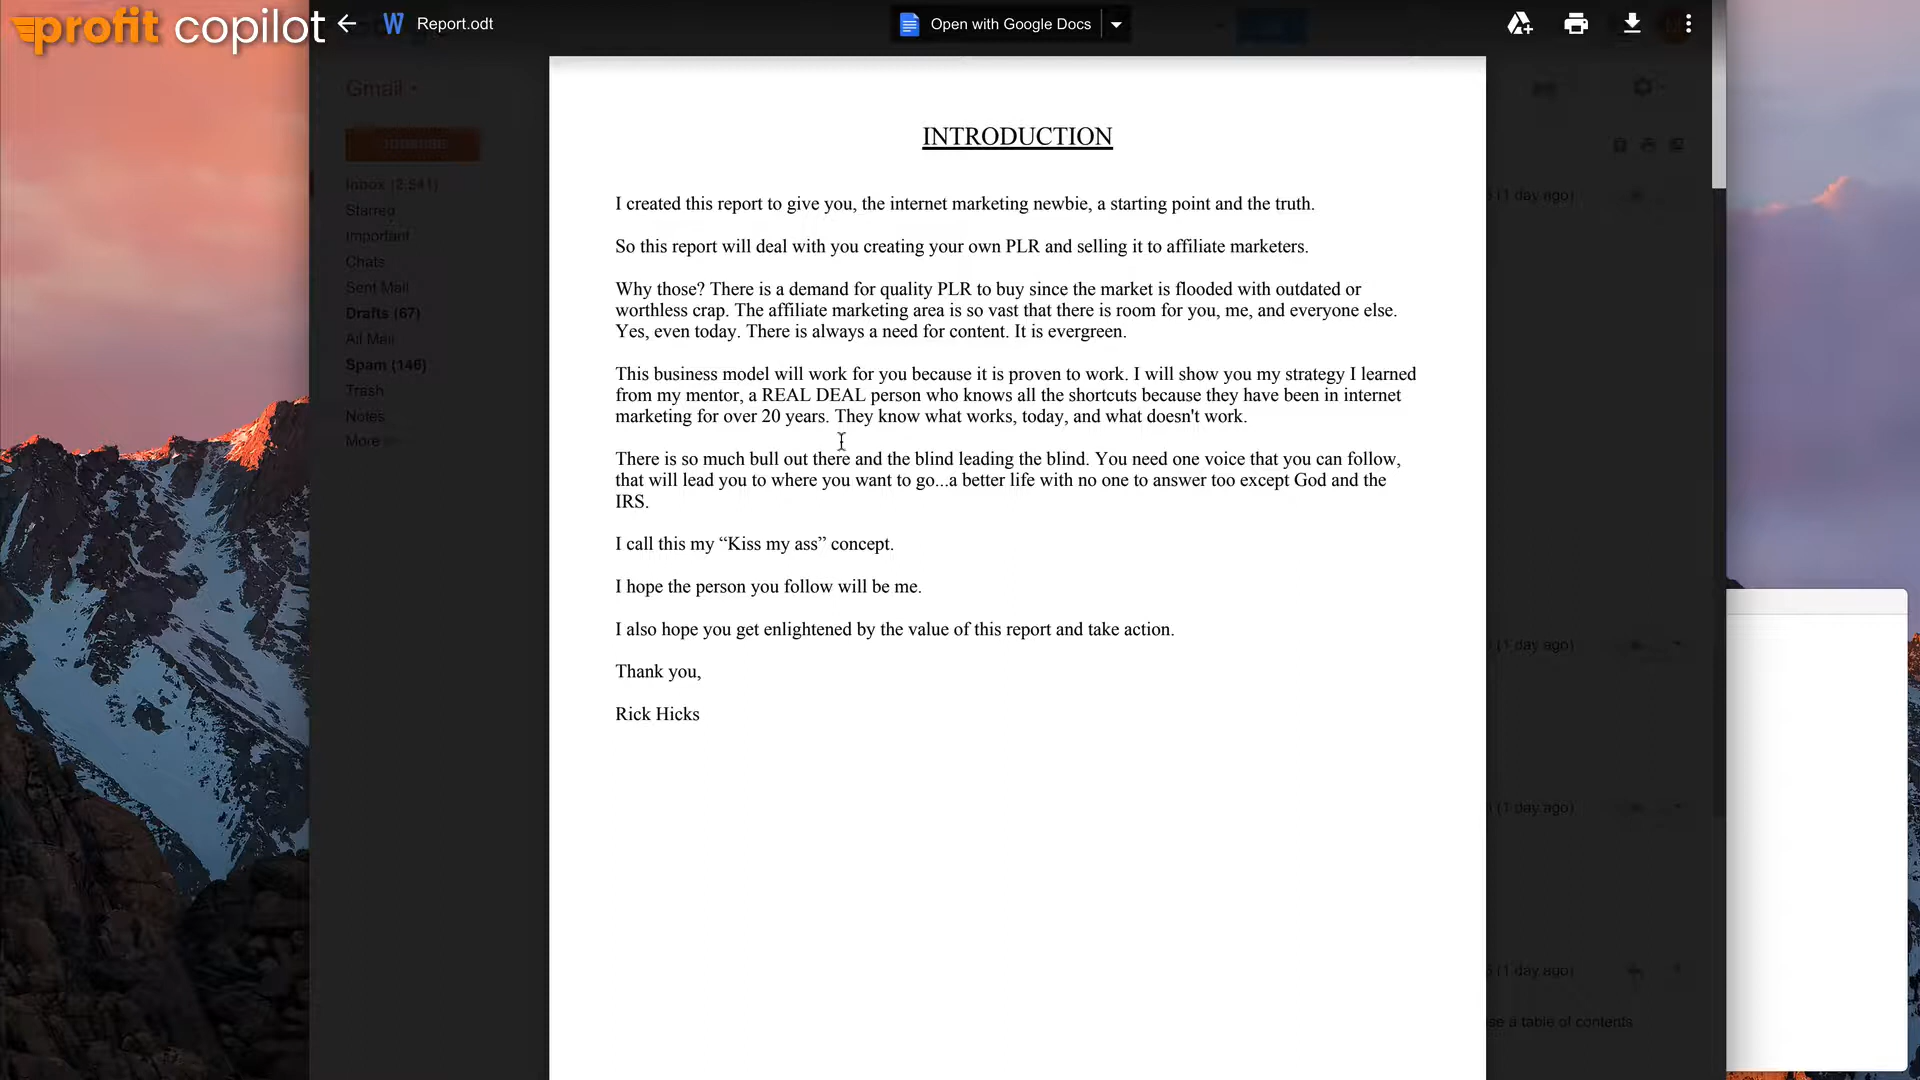 profit copilot
Report.odt
Open with Google Docs
Gmail
COMPOSE
Inbox (2,541)
Starred
Important
Chats
Sent Mail
Drafts (67)
All Mail
Spam (146)
Trash
Notes
More
INTRODUCTION
I created this report to give you, the internet marketing newbie, a starting point and the truth.
So this report will deal with you creating your own PLR and selling it to affiliate marketers.
Why those? There is a demand for quality PLR to buy since the market is flooded with outdated or
worthless crap. The affiliate marketing area is so vast that there is room for you, me, and everyone else.
Yes, even today. There is always a need for content. It is evergreen.
This business model will work for you because it is proven to work. I will show you my strategy I learned
from my mentor, a REAL DEAL person who knows all the shortcuts because they have been in internet
marketing for over 20 years. They know what works, today, and what doesn't work.
There is so much bull out there and the blind leading the blind. You need one voice that you can follow,
that will lead you to where you want to go...a better life with no one to answer too except God and the
IRS.
I call this my “Kiss my ass” concept.
I hope the person you follow will be me.
I also hope you get enlightened by the value of this report and take action.
Thank you,
Rick Hicks
(1 day ago)
(1 day ago)
(1 day ago)
(1 day ago)
se a table of contents